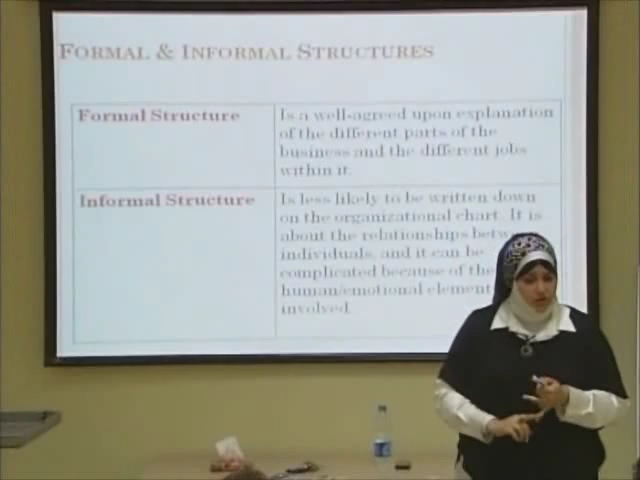 FORMAL & INFORMAL STRUCTURES
Formal Structure
Is a well-agreed upon explanation
of the different parts of the
business and the different jobs
within it.
Informal Structure
Is less likely to be written down
on the organizational chart. It is
about the relationships betw
individuals, and it can be
complicated because of the
human/emotional element
involved.